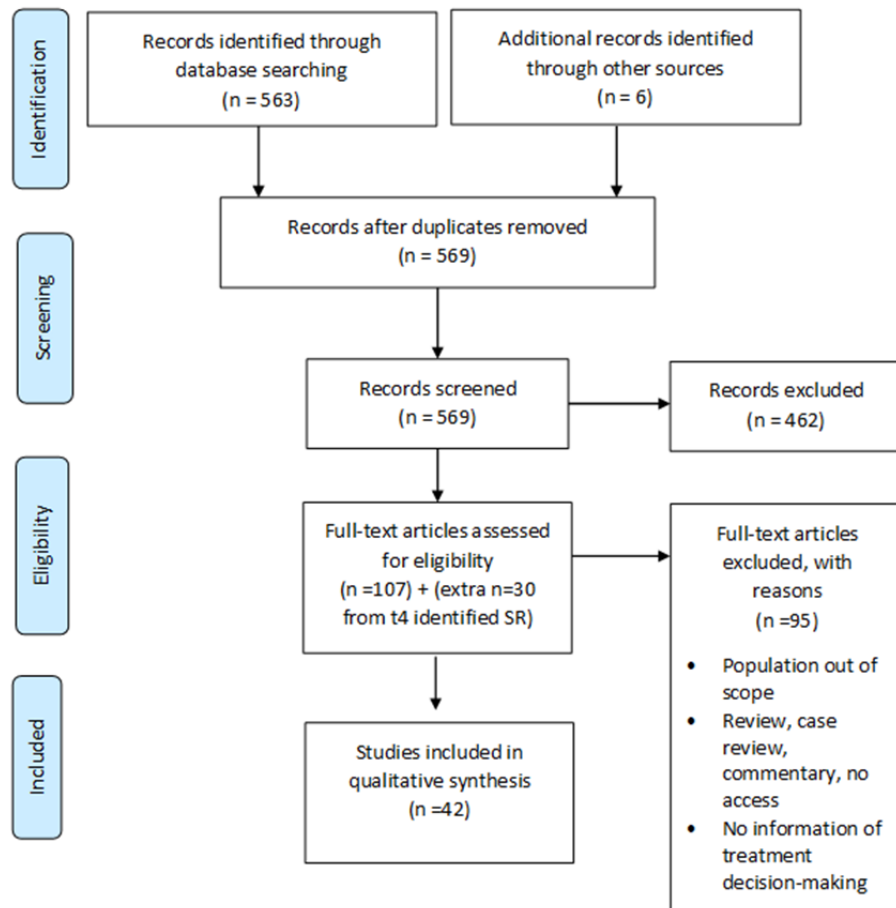 Identification
Records identified through
database searching
(n = 563)
Additional records identified
through other sources
(n = 6)
Records after duplicates removed
(n = 569)
Screening
Records screened
(n = 569)
Records excluded
(n = 462)
Eligibility
Full-text articles assessed
for eligibility
(n =107) + (extra n=30
from t4 identified SR)
Full-text articles
excluded, with
reasons
(n =95)
• Population out of
scope
• Review, case
review,
commentary, no
access
• No information of
treatment
decision-making
Included
Studies included in
qualitative synthesis
(n =42)